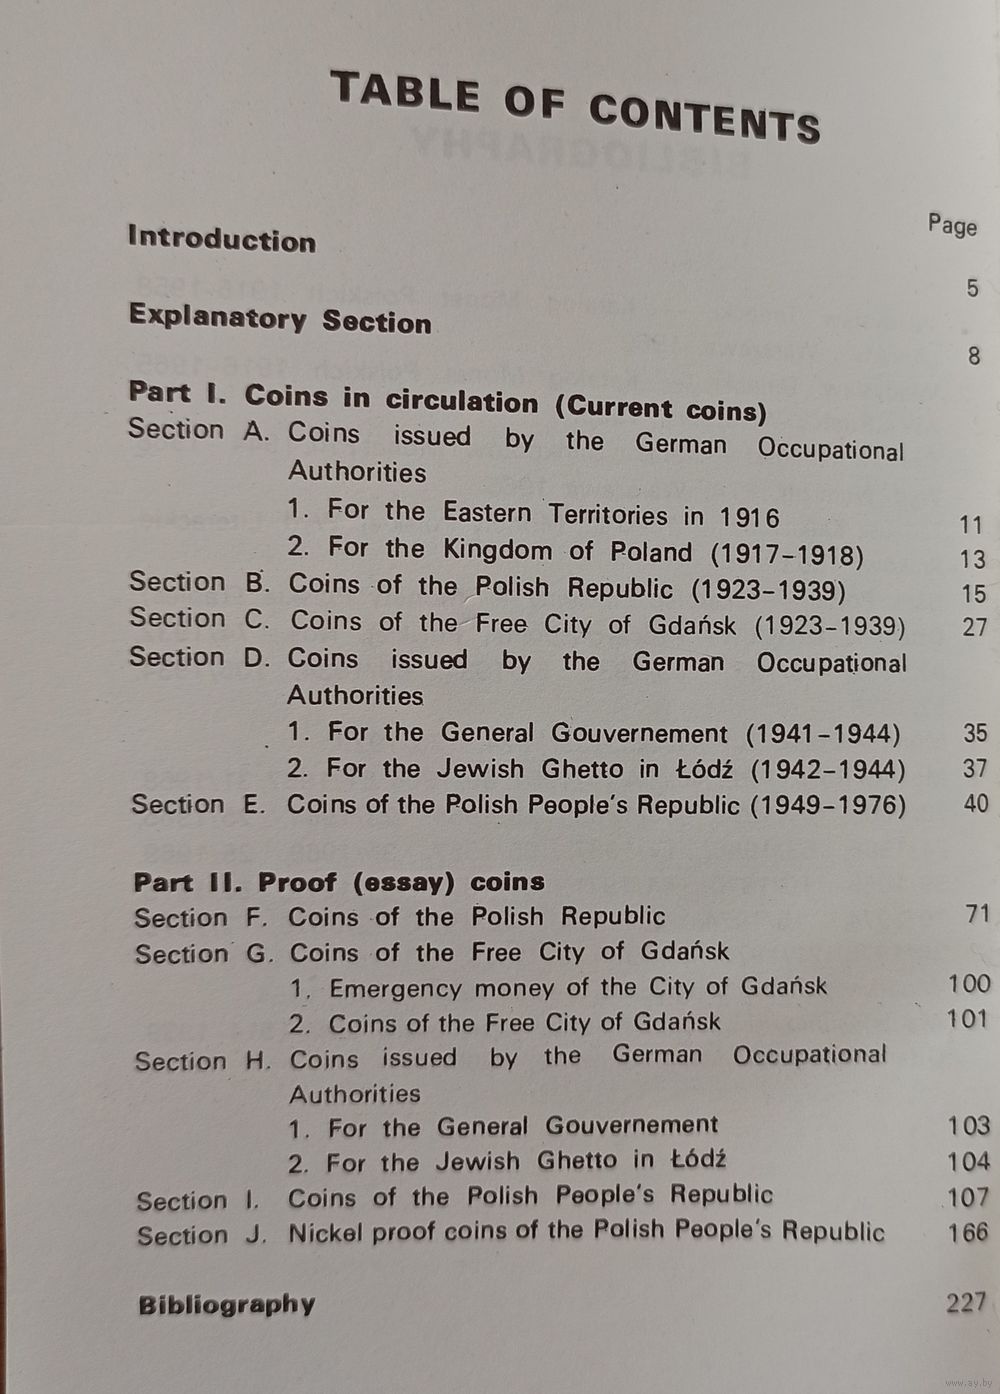 TABLE OF CONTENTS
Page
Introduction 5
Explanatory Section 8
Part I. Coins in circulation (Current coins)
Section A. Coins issued by the German Occupational
Authorities
1. For the Eastern Territories in 1916 11
2. For the Kingdom of Poland (1917–1918) 13
Section B. Coins of the Polish Republic (1923–1939) 15
Section C. Coins of the Free City of Gdańsk (1923–1939) 27
Section D. Coins issued by the German Occupational
Authorities
1. For the General Gouvernement (1941–1944) 35
2. For the Jewish Ghetto in Łódź (1942–1944) 37
Section E. Coins of the Polish People's Republic (1949–1976) 40
Part II. Proof (essay) coins
Section F. Coins of the Polish Republic 71
Section G. Coins of the Free City of Gdańsk
1. Emergency money of the City of Gdańsk 100
2. Coins of the Free City of Gdańsk 101
Section H. Coins issued by the German Occupational
Authorities
1. For the General Gouvernement 103
2. For the Jewish Ghetto in Łódź 104
Section I. Coins of the Polish People's Republic 107
Section J. Nickel proof coins of the Polish People's Republic 166
Bibliography 227
www.ay.by